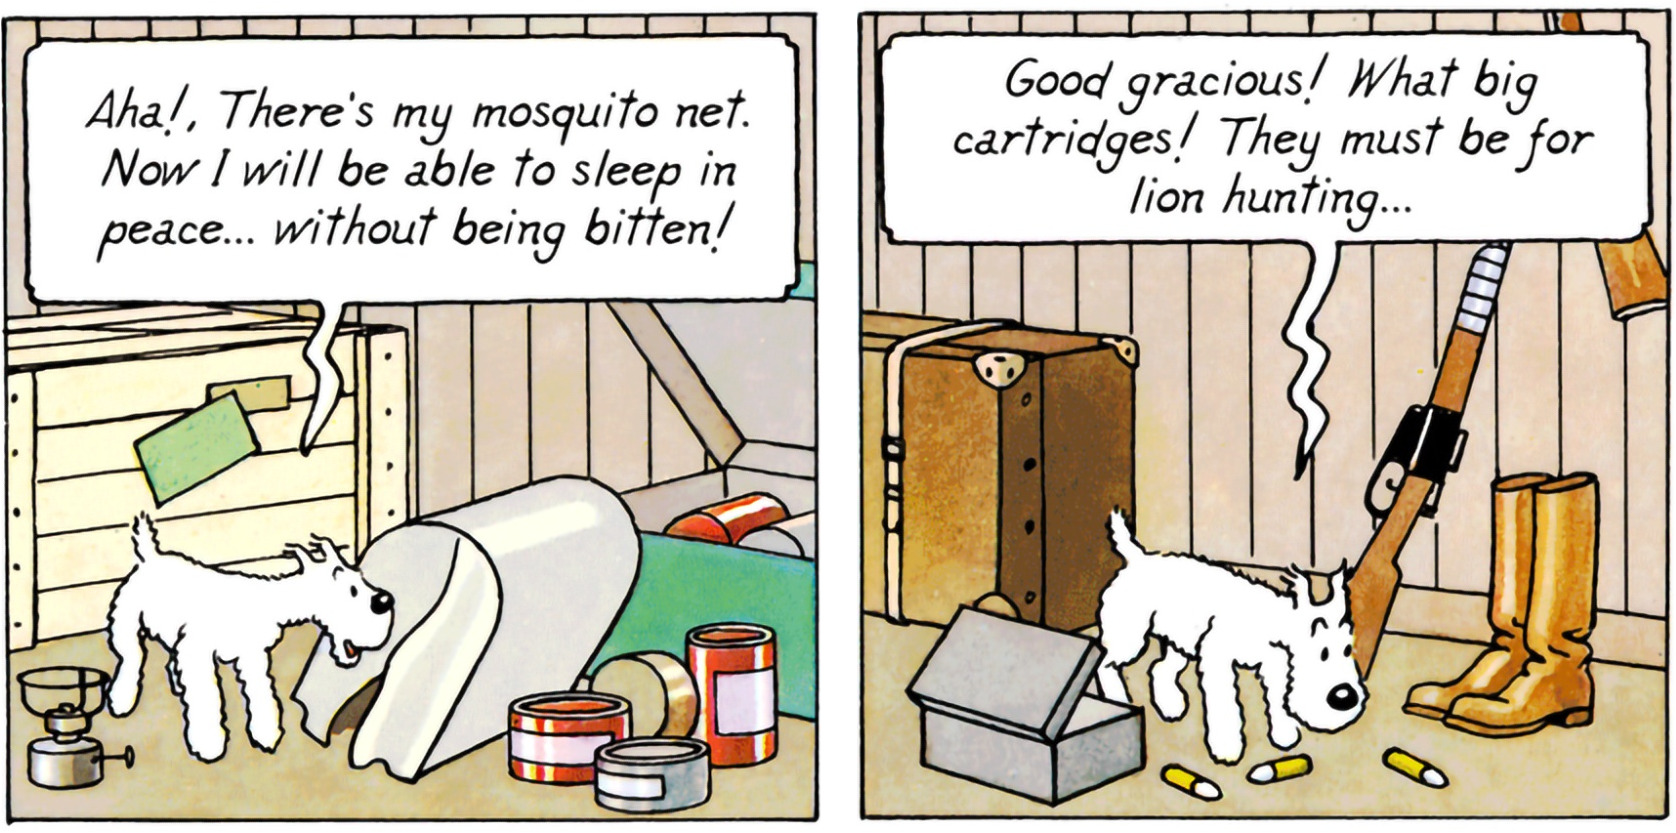 Aha!, There's my mosquito net.
Now I will be able to sleep in
peace... without being bitten!
Good gracious! What big
cartridges! They must be for
lion hunting...